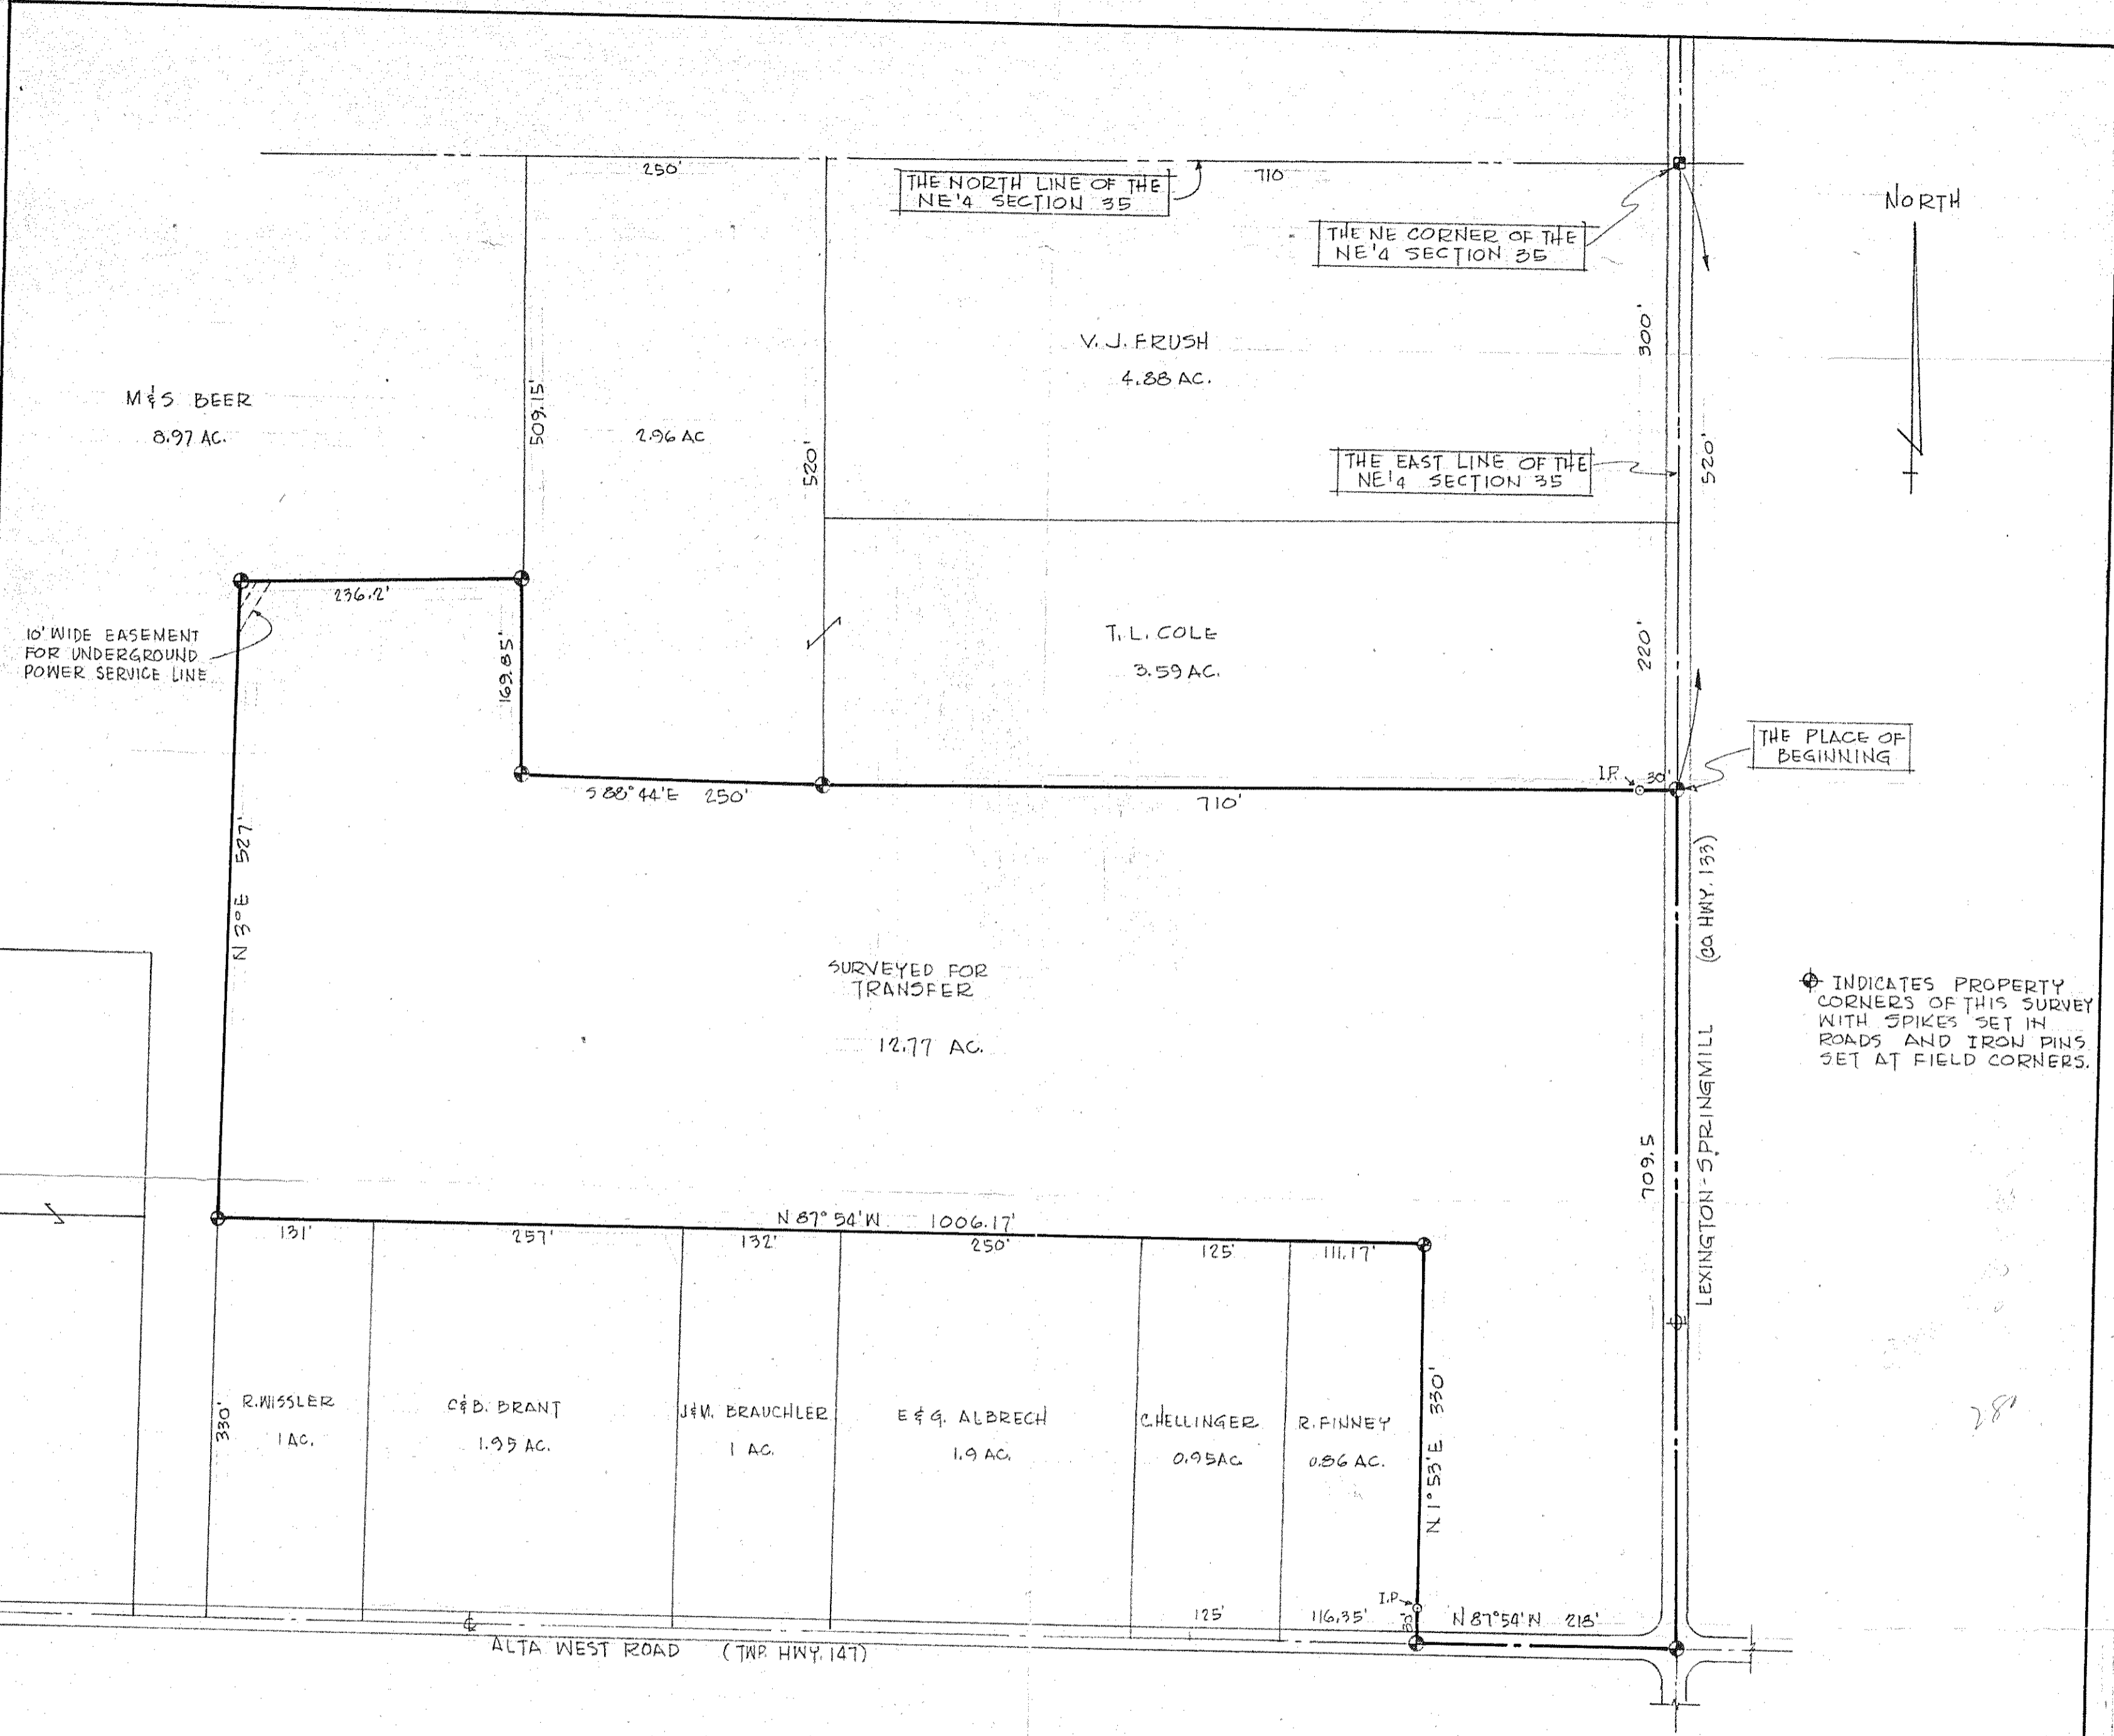 250'
THE NORTH LINE OF THE
NE 1/4 SECTION 35
710
THE NE CORNER OF THE
NE 1/4 SECTION 35
NORTH
300'
V. J. FRUSH
4.88 AC.
M & S BEER
8.97 AC.
509.15'
2.96 AC
520'
THE EAST LINE OF THE
NE 1/4 SECTION 35
520'
236.2'
10' WIDE EASEMENT
FOR UNDERGROUND
POWER SERVICE LINE
169.85'
T. L. COLE
3.59 AC.
220'
THE PLACE OF
BEGINNING
I.P.
30'
S 88° 44' E 250'
710'
N 3° E 527'
(CO HWY. 133)
SURVEYED FOR
TRANSFER
12.77 AC.
INDICATES PROPERTY
CORNERS OF THIS SURVEY
WITH SPIKES SET IN
ROADS AND IRON PINS
SET AT FIELD CORNERS.
LEXINGTON-SPRINGMILL
709.5
N 87° 54' W 1006.17'
131'
257'
132'
250'
125'
111.17'
330'
R. WISSLER
1 AC.
C & B. BRANT
1.95 AC.
BRAUCHLER
1 AC.
E & G. ALBRECH
1.9 AC.
C. HELLINGER
0.95 AC
R. FINNEY
0.86 AC.
N 1° 53' E 330'
I.P.
125'
116.35'
N 87° 54' W 218'
ALTA WEST ROAD (TWP. HWY. 147)